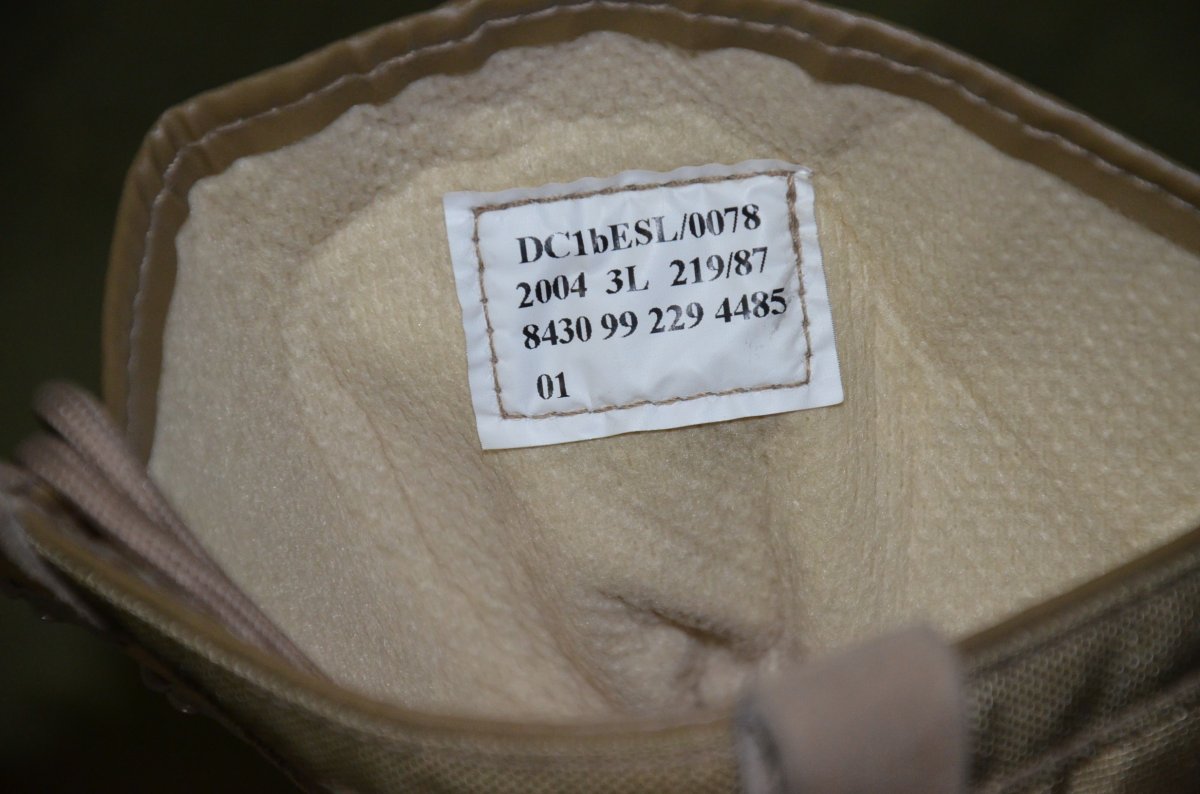 DC1bESL/0078
2004 3L 219/87
8430 99 229 4485
01